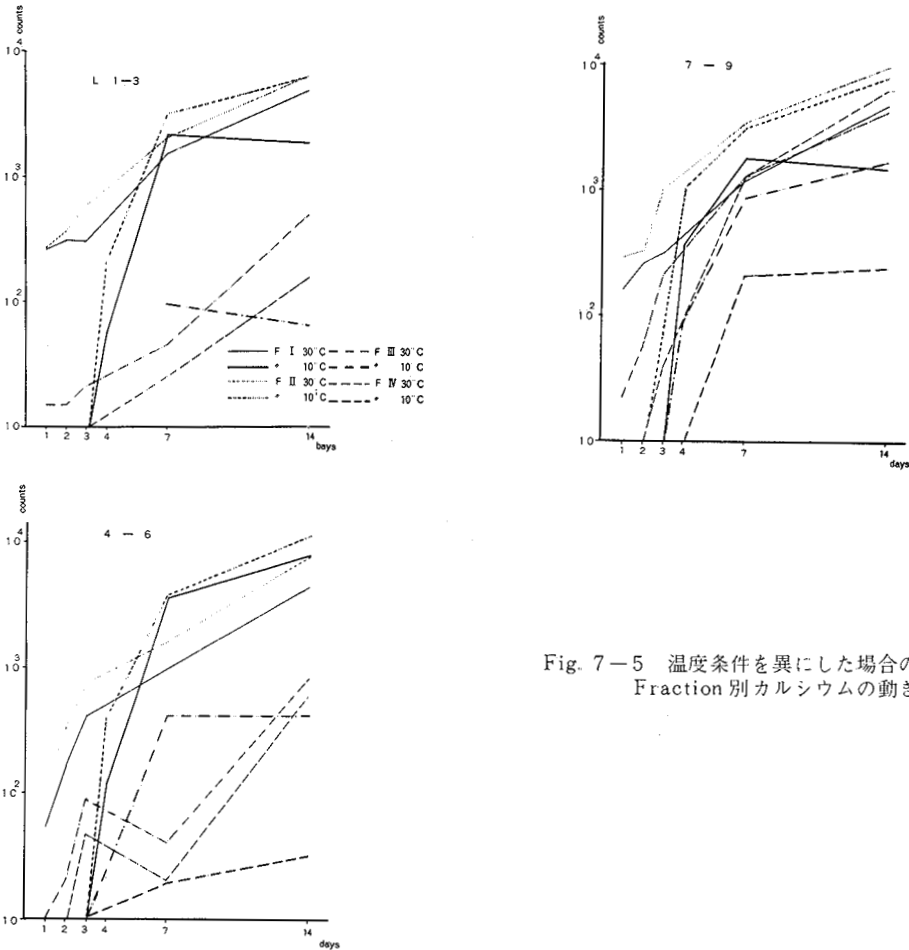 counts
10⁴
10³
10²
10
L 1-3
F I 30°C
〃 10°C
F II 30°C
〃 10°C
F III 30°C
〃 10°C
F IV 30°C
〃 10°C
1 2 3 4 7 14
bays
counts
10⁴
10³
10²
10
7 - 9
1 2 3 4 7 14
days
counts
10⁴
10³
10²
10
4 - 6
1 2 3 4 7 14
days
Fig. 7-5 温度条件を異にした場合の
Fraction 別カルシウムの動き